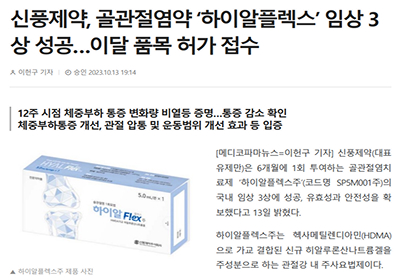 신풍제약, 골관절염약 '하이알플렉스' 임상 3
상 성공…이달 품목 허가 접수
이헌구 기자 승인 2023.10.13 19:14
12주 시점 체중부하 통증 변화량 비열등 증명…통증 감소 확인
체중부하통증 개선, 관절 압통 및 운동범위 개선 효과 등 입증
5.0 mL/관 × 1
하이알 Flex 주
▲ 하이알플렉스주 제품 사진
[메디코파마뉴스=이헌구 기자] 신풍제약(대표
유제만)은 6개월에 1회 투여하는 골관절염치
료제 '하이알플렉스주'(코드명 SP5M001주)의
국내 임상 3상에 성공, 유효성과 안전성을 확
보했다고 13일 밝혔다.
하이알플렉스주는 헥사메틸렌디아민(HDMA)
으로 가교 결합된 신규 히알루론산나트륨겔을
주성분으로 하는 관절강 내 주사요법제이다.